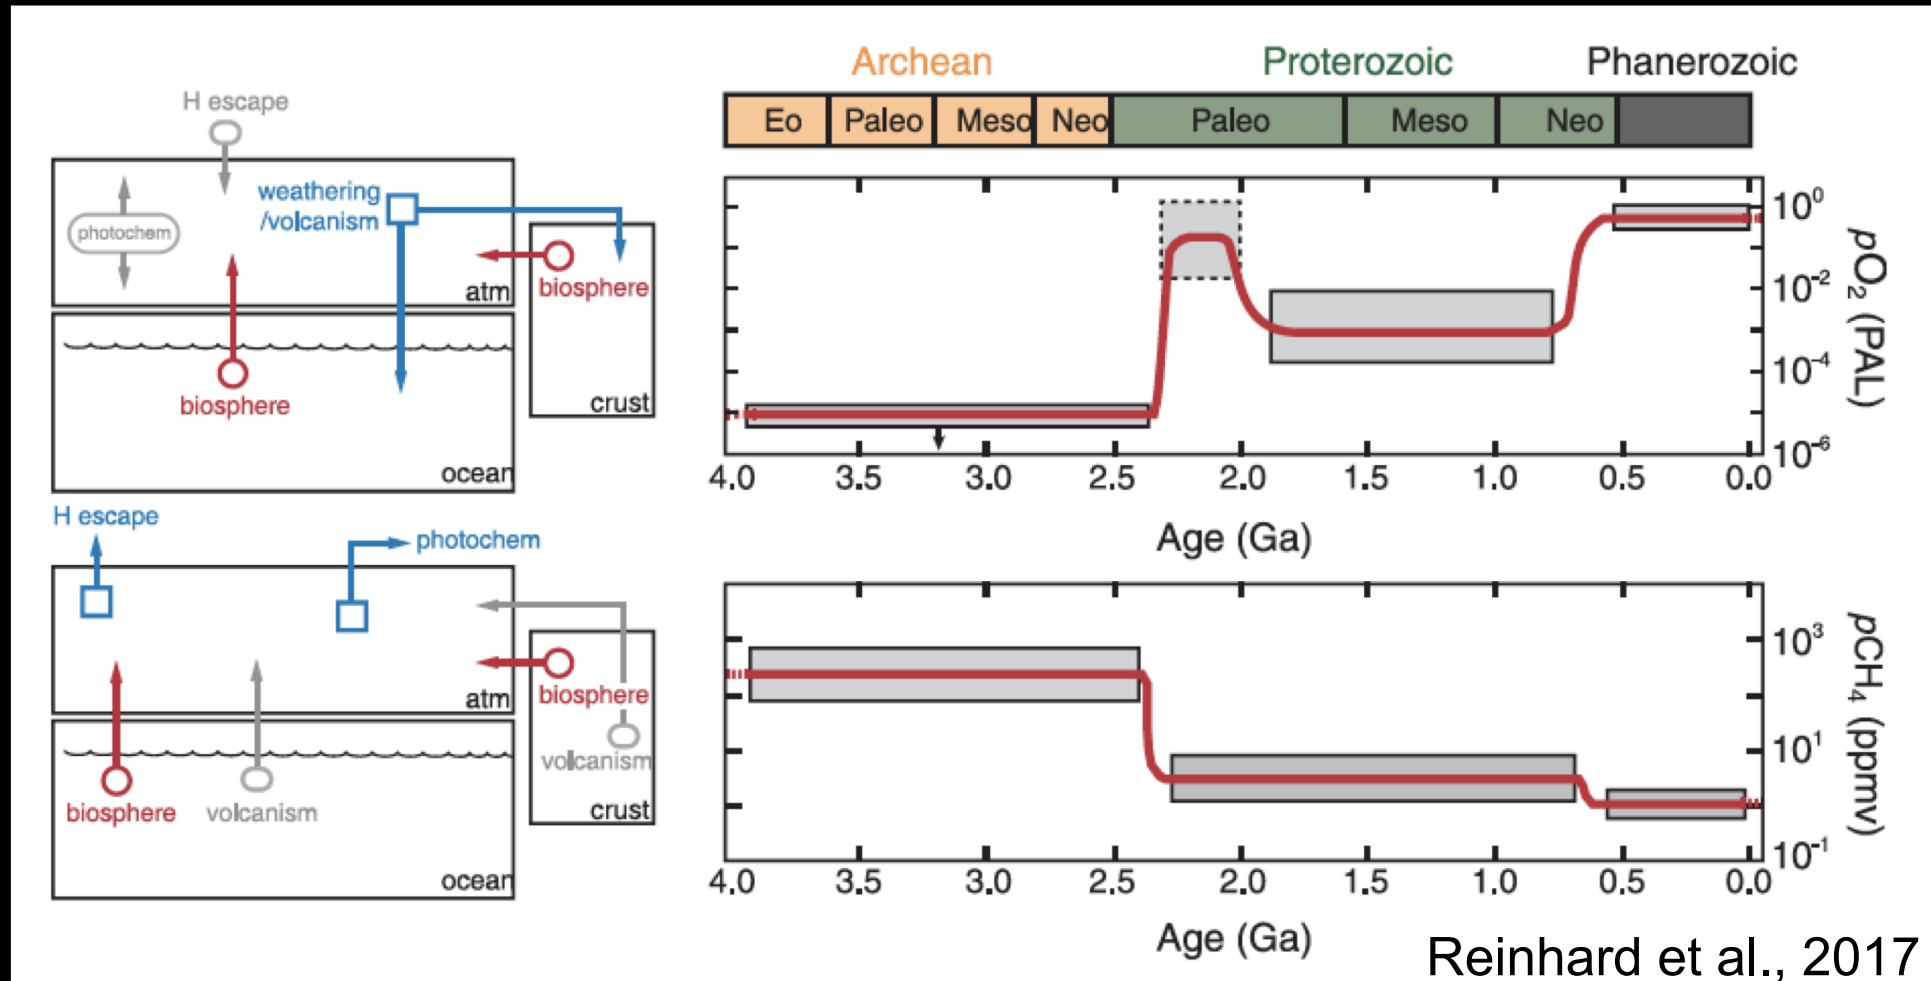 Archean
Proterozoic
Phanerozoic
Eo
Paleo
Meso
Neo
Paleo
Meso
Neo
H escape
photochem
weathering
/volcanism
atm
biosphere
biosphere
crust
ocean
10^0
10^-2
10^-4
10^-6
pO₂ (PAL)
4.0 3.5 3.0 2.5 2.0 1.5 1.0 0.5 0.0
Age (Ga)
H escape
photochem
atm
biosphere
volcanism
crust
biosphere
volcanism
ocean
10^3
10^1
10^-1
pCH₄ (ppmv)
4.0 3.5 3.0 2.5 2.0 1.5 1.0 0.5 0.0
Age (Ga)
Reinhard et al., 2017